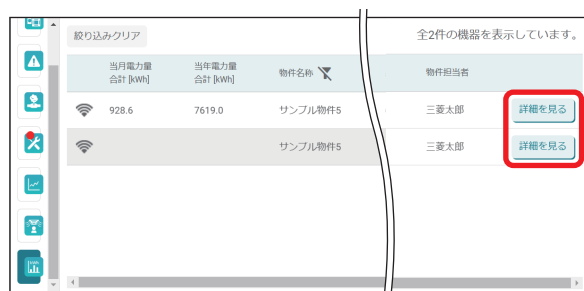 絞り込みクリア
全2件の機器を表示しています。
当月電力量
合計 [kWh]
当年電力量
合計 [kWh]
物件名称
物件担当者
928.6
7619.0
サンプル物件5
三菱太郎
詳細を見る
サンプル物件5
三菱太郎
詳細を見る